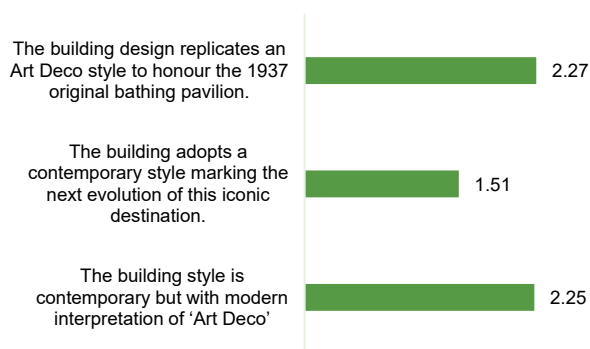 The building design replicates an
Art Deco style to honour the 1937
original bathing pavilion.
2.27
The building adopts a
contemporary style marking the
next evolution of this iconic
destination.
1.51
The building style is
contemporary but with modern
interpretation of ‘Art Deco’
2.25